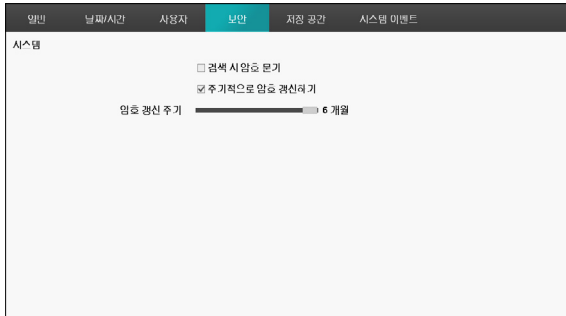 일반 날짜/시간 사용자 보안 저장 공간 시스템 이벤트
시스템
검색 시 암호 묻기
주기적으로 암호 갱신하기
암호 갱신 주기 6 개월